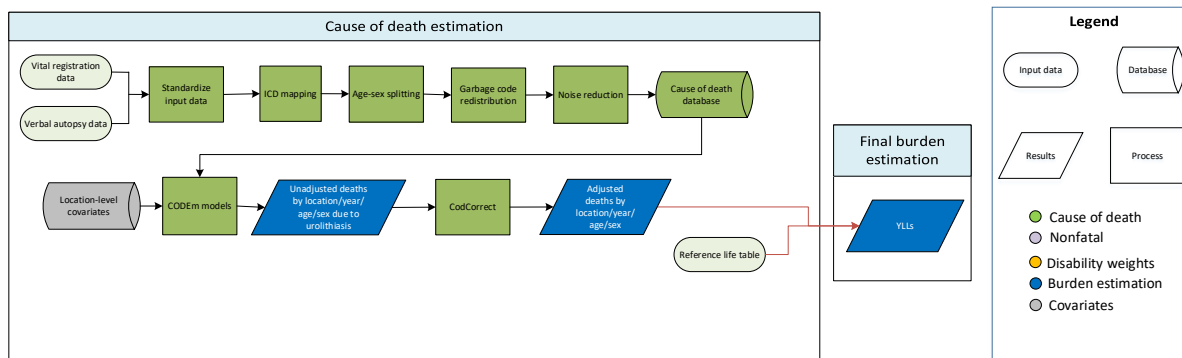 Cause of death estimation
Vital registration
data
Verbal autopsy data
Standardize
input data
ICD mapping
Age-sex splitting
Garbage code
redistribution
Noise reduction
Cause of death
database
Location-level
covariates
CODEm models
Unadjusted deaths
by location/year/
age/sex due to
urolithiasis
CodCorrect
Adjusted
deaths by
location/year/
age/sex
Reference life table
Final burden
estimation
YLLs
Legend
Input data
Database
Results
Process
Cause of death
Nonfatal
Disability weights
Burden estimation
Covariates